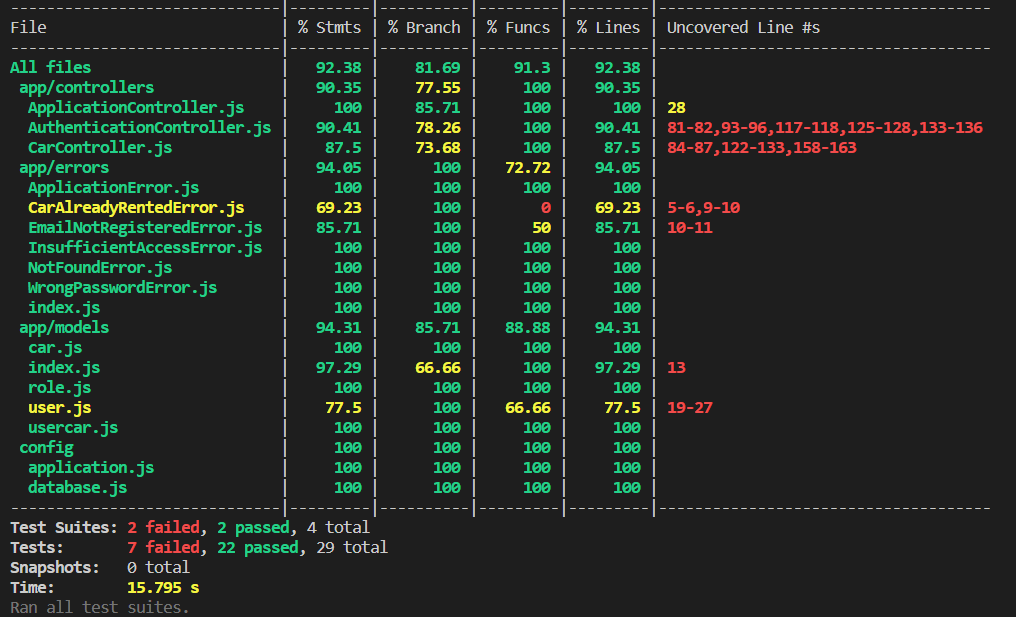 -------------------------------|---------|----------|---------|---------|-------------------------------------
File                           | % Stmts | % Branch | % Funcs | % Lines | Uncovered Line #s
-------------------------------|---------|----------|---------|---------|-------------------------------------
All files                      |   92.38 |    81.69 |    91.3 |   92.38 |
 app/controllers               |   90.35 |    77.55 |     100 |   90.35 |
  ApplicationController.js     |     100 |    85.71 |     100 |     100 | 28
  AuthenticationController.js  |   90.41 |    78.26 |     100 |   90.41 | 81-82,93-96,117-118,125-128,133-136
  CarController.js             |    87.5 |    73.68 |     100 |    87.5 | 84-87,122-133,158-163
 app/errors                    |   94.05 |      100 |   72.72 |   94.05 |
  ApplicationError.js          |     100 |      100 |     100 |     100 |
  CarAlreadyRentedError.js     |   69.23 |      100 |       0 |   69.23 | 5-6,9-10
  EmailNotRegisteredError.js   |   85.71 |      100 |      50 |   85.71 | 10-11
  InsufficientAccessError.js   |     100 |      100 |     100 |     100 |
  NotFoundError.js             |     100 |      100 |     100 |     100 |
  WrongPasswordError.js        |     100 |      100 |     100 |     100 |
  index.js                     |     100 |      100 |     100 |     100 |
 app/models                    |   94.31 |    85.71 |   88.88 |   94.31 |
  car.js                       |     100 |      100 |     100 |     100 |
  index.js                     |   97.29 |    66.66 |     100 |   97.29 | 13
  role.js                      |     100 |      100 |     100 |     100 |
  user.js                      |    77.5 |      100 |   66.66 |    77.5 | 19-27
  usercar.js                   |     100 |      100 |     100 |     100 |
 config                        |     100 |      100 |     100 |     100 |
  application.js               |     100 |      100 |     100 |     100 |
  database.js                  |     100 |      100 |     100 |     100 |
-------------------------------|---------|----------|---------|---------|-------------------------------------
Test Suites: 2 failed, 2 passed, 4 total
Tests:       7 failed, 22 passed, 29 total
Snapshots:   0 total
Time:        15.795 s
Ran all test suites.